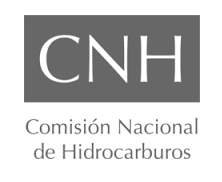 CNH
Comisión Nacional
de Hidrocarburos